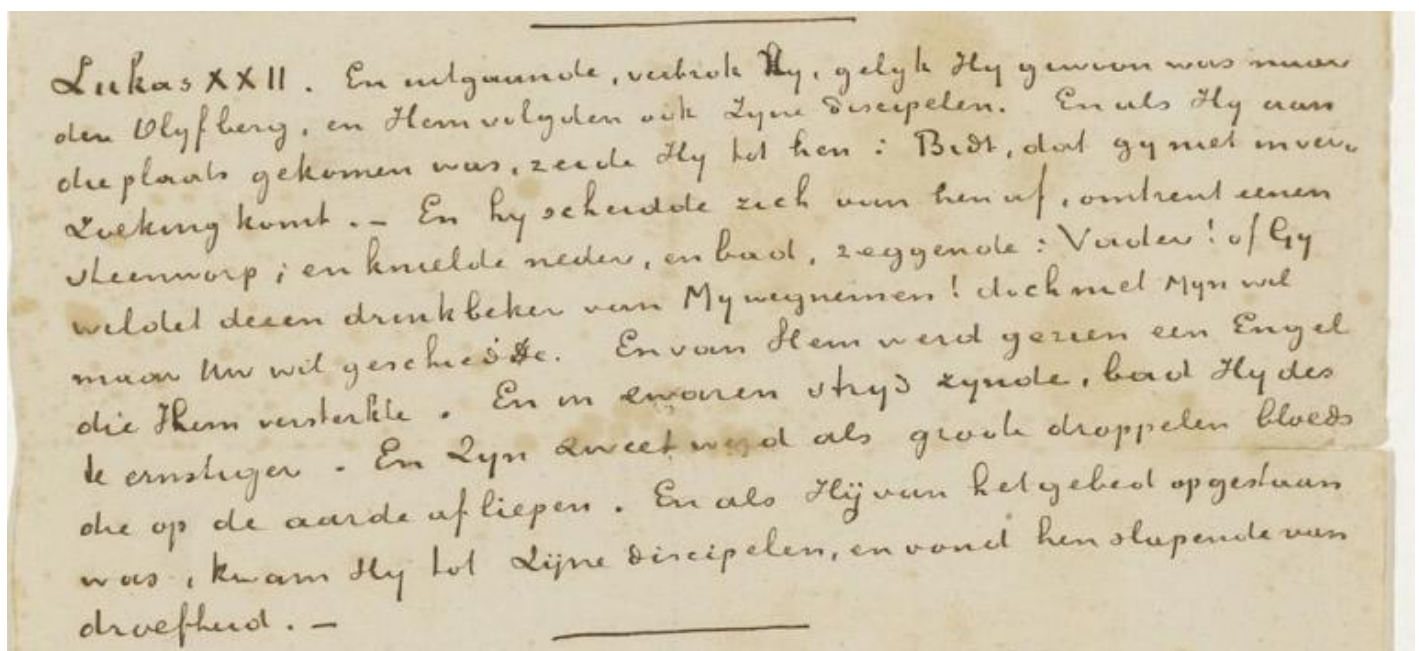 Lukas XXII. En uitgaande, vertrok Hy, gelyk Hy gewoon was naar
den Olyfberg, en Hem volgden ook Zyne discipelen. En als Hy aan
die plaats gekomen was, zeide Hy tot hen: Bidt, dat gy niet in ver„
zoeking komt. – En hy scheidde zich van hen af, omtrent eenen
steenworp; en knielde neder, en bad, zeggende: Vader! of Gy
wildet dezen drinkbeker van My wegnemen! doch niet Myn wil
maar Uw wil geschiedde. En van Hem werd gezien een Engel
die Hem versterkte. En in zwaren stryd zynde, bad Hy des
te ernstiger. En Zyn zweet werd als groote droppelen bloeds
die op de aarde afliepen. En als Hij van het gebed opgestaan
was, kwam Hy tot Zijne discipelen, en vond hen slapende van
droefheid. –